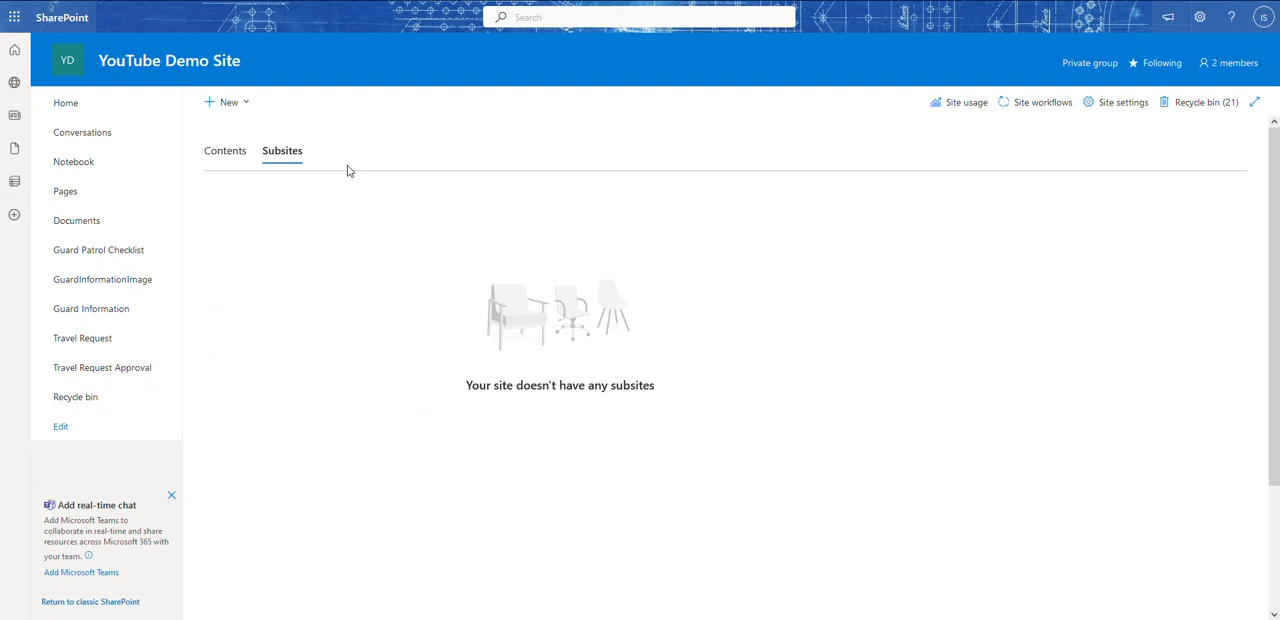 SharePoint
Search
IS
YD
YouTube Demo Site
Private group
Following
2 members
Home
Conversations
Notebook
Pages
Documents
Guard Patrol Checklist
GuardInformationImage
Guard Information
Travel Request
Travel Request Approval
Recycle bin
Edit
New
Site usage
Site workflows
Site settings
Recycle bin (21)
Contents
Subsites
Your site doesn't have any subsites
Add real-time chat
Add Microsoft Teams to
collaborate in real-time and share
resources across Microsoft 365 with
your team.
Add Microsoft Teams
Return to classic SharePoint